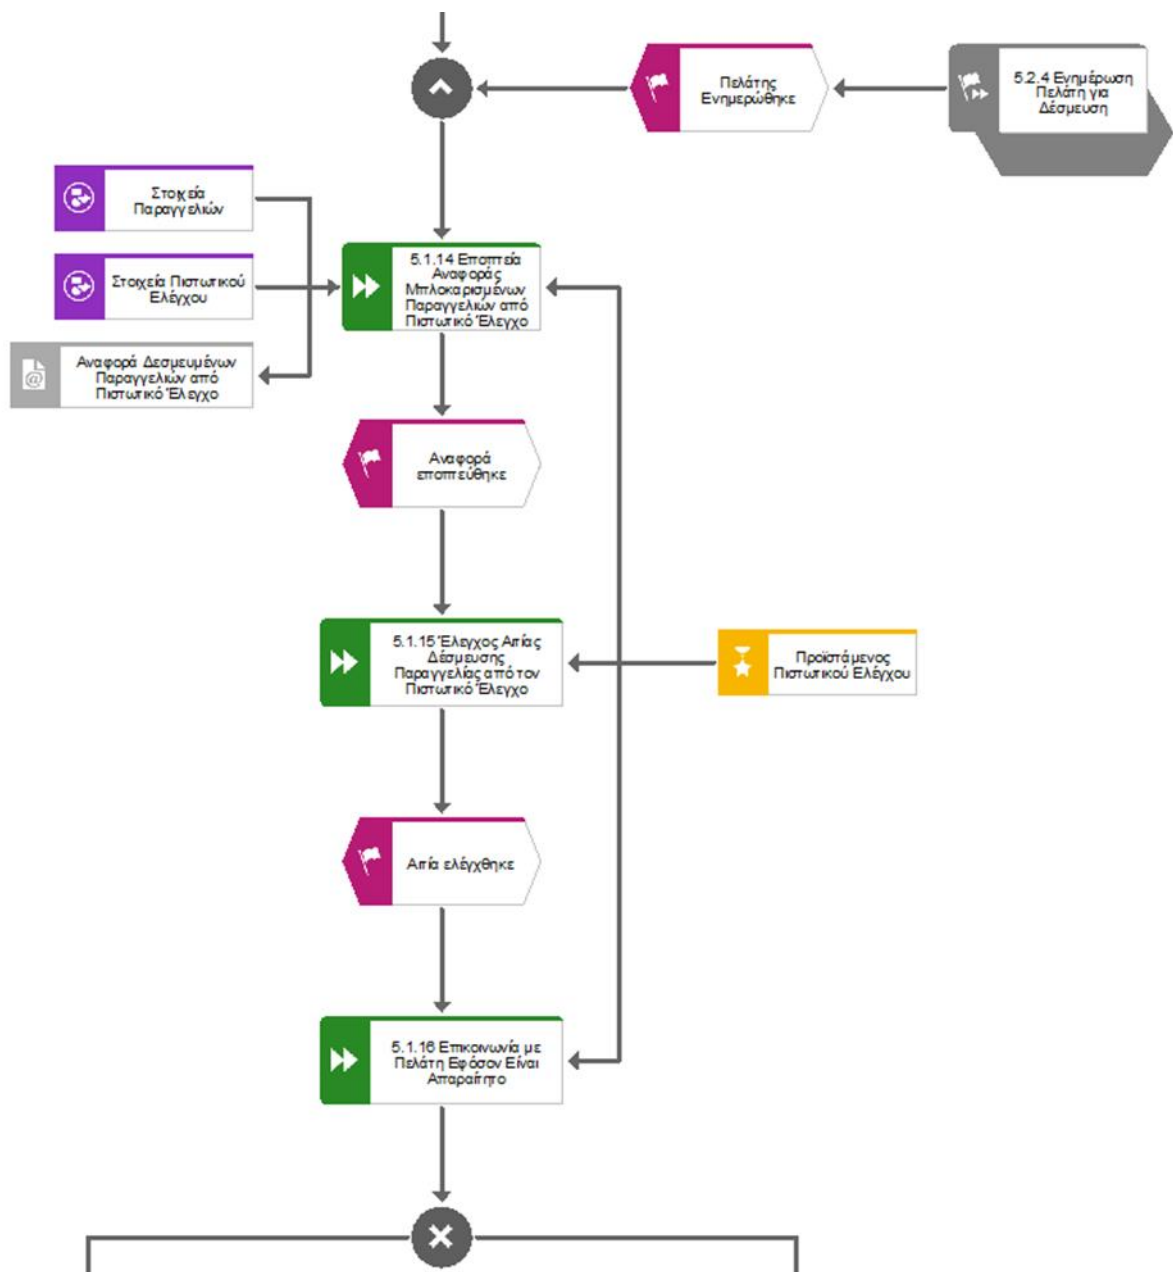 Πελάτης
Ενημερώθηκε
5.2.4 Ενημέρωση
Πελάτη για
Δέσμευση
Στοιχεία
Παραγγελιών
Στοιχεία Πιστωτικού
Ελέγχου
Αναφορά Δεσμευμένων
Παραγγελιών από
Πιστωτικό Έλεγχο
5.1.14 Εποπτεία
Αναφοράς
Μπλοκαρισμένων
Παραγγελιών από
Πιστωτικό Έλεγχο
Αναφορά
εποπτεύθηκε
5.1.15 Έλεγχος Αιτίας
Δέσμευσης
Παραγγελίας από τον
Πιστωτικό Έλεγχο
Προϊστάμενος
Πιστωτικού Ελέγχου
Αιτία ελέγχθηκε
5.1.16 Επικοινωνία με
Πελάτη Εφόσον Είναι
Απαραίτητο